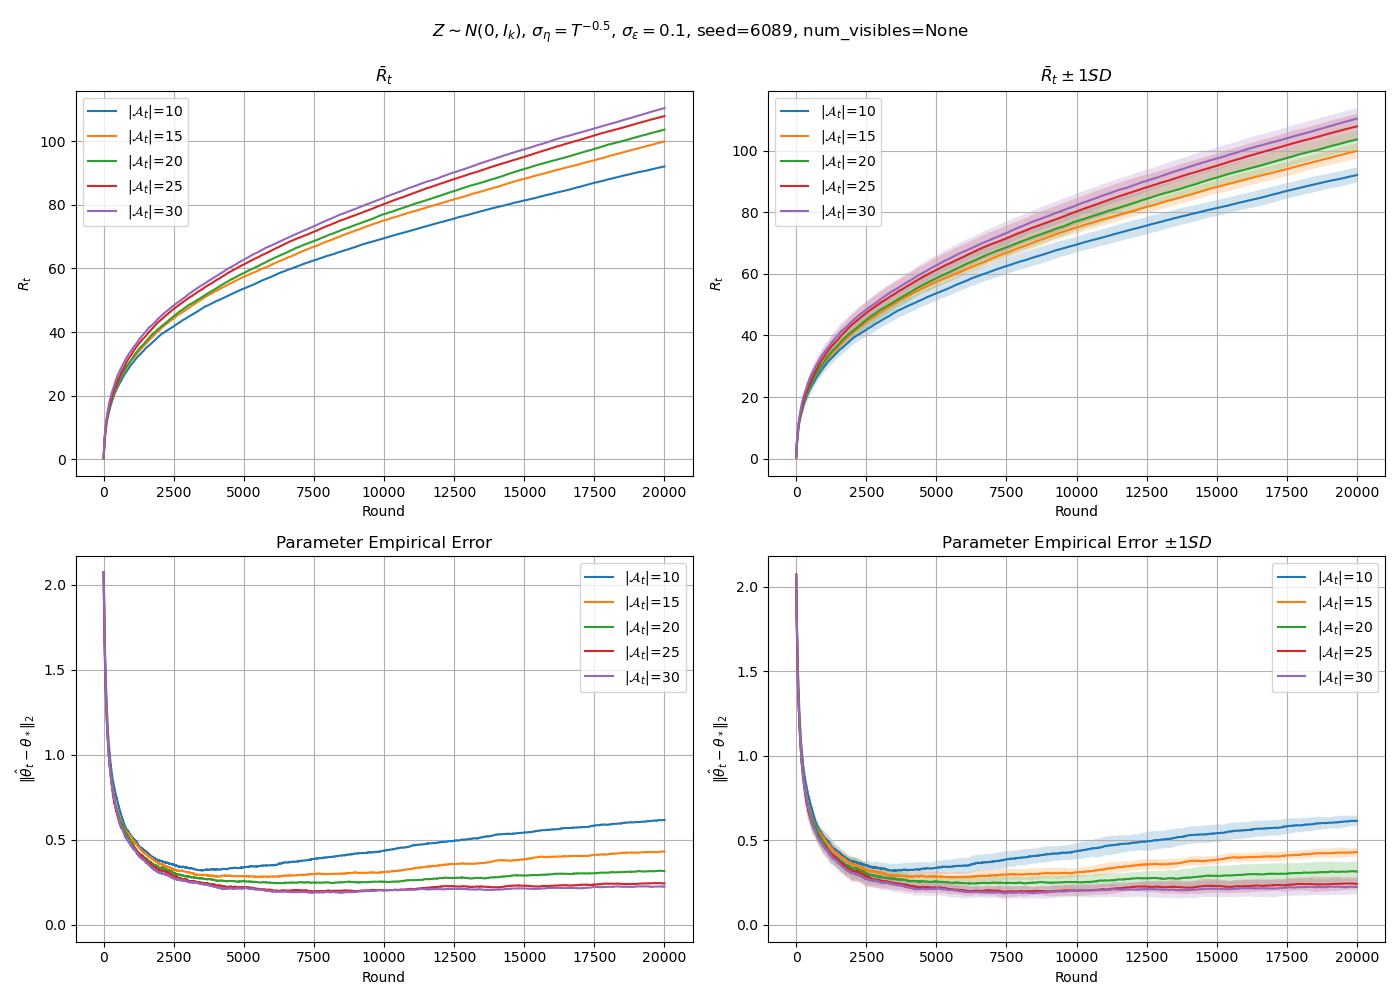 Z ∼ N(0, I_k), σ_η = T^{−0.5}, σ_ε = 0.1, seed=6089, num_visibles=None
R̄_t
R_t
100
80
60
40
20
0
|𝒜_t|=10
|𝒜_t|=15
|𝒜_t|=20
|𝒜_t|=25
|𝒜_t|=30
0 2500 5000 7500 10000 12500 15000 17500 20000
Round
R̄_t ± 1SD
R_t
100
80
60
40
20
0
|𝒜_t|=10
|𝒜_t|=15
|𝒜_t|=20
|𝒜_t|=25
|𝒜_t|=30
0 2500 5000 7500 10000 12500 15000 17500 20000
Round
Parameter Empirical Error
‖θ̂_t − θ_*‖_2
2.0
1.5
1.0
0.5
0.0
|𝒜_t|=10
|𝒜_t|=15
|𝒜_t|=20
|𝒜_t|=25
|𝒜_t|=30
0 2500 5000 7500 10000 12500 15000 17500 20000
Round
Parameter Empirical Error ±1SD
‖θ̂_t − θ_*‖_2
2.0
1.5
1.0
0.5
0.0
|𝒜_t|=10
|𝒜_t|=15
|𝒜_t|=20
|𝒜_t|=25
|𝒜_t|=30
0 2500 5000 7500 10000 12500 15000 17500 20000
Round